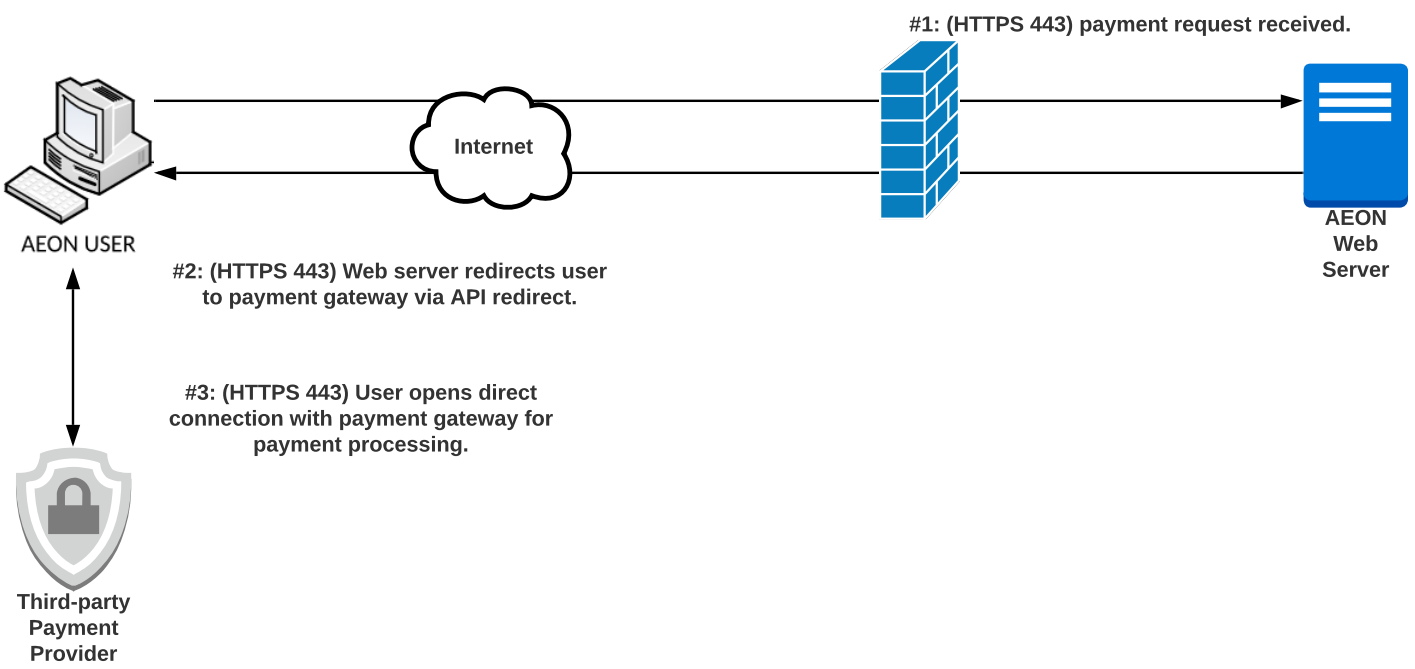 #1: (HTTPS 443) payment request received.
Internet
AEON USER
AEON
Web
Server
#2: (HTTPS 443) Web server redirects user
to payment gateway via API redirect.
#3: (HTTPS 443) User opens direct
connection with payment gateway for
payment processing.
Third-party
Payment
Provider